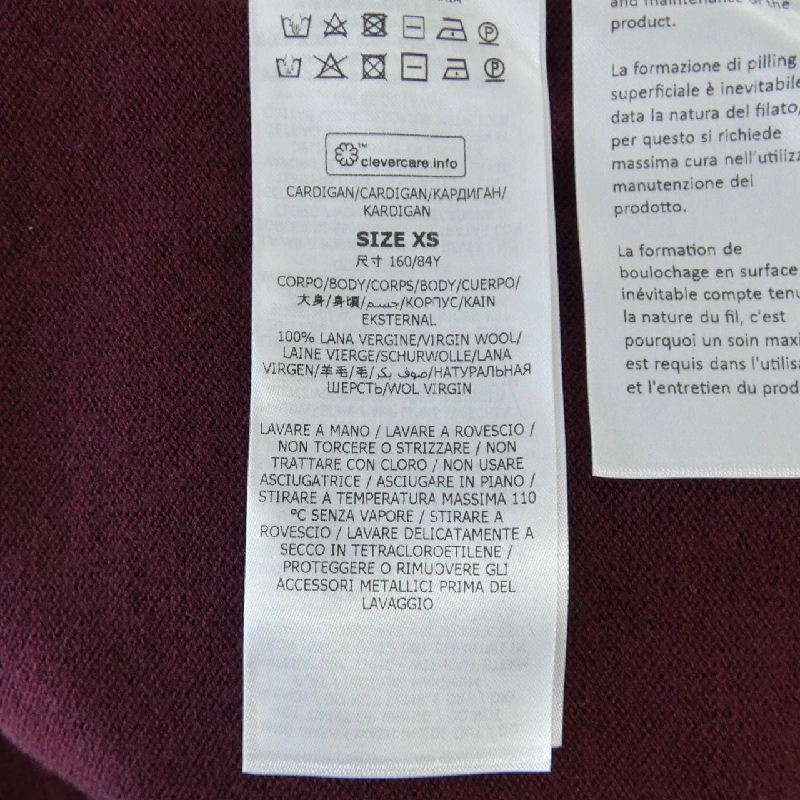 clevercare.info
CARDIGAN/CARDIGAN/КАРДИГАН/
KARDIGAN
SIZE XS
尺寸 160/84Y
CORPO/BODY/CORPS/BODY/CUERPO/
大身/身頃/جسم/КОРПУС/KAIN
EKSTERNAL
100% LANA VERGINE/VIRGIN WOOL/
LAINE VIERGE/SCHURWOLLE/LANA
VIRGEN/羊毛/毛/صوف بكر/НАТУРАЛЬНАЯ
ШЕРСТЬ/WOL VIRGIN
LAVARE A MANO / LAVARE A ROVESCIO /
NON TORCERE O STRIZZARE / NON
TRATTARE CON CLORO / NON USARE
ASCIUGATRICE / ASCIUGARE IN PIANO /
STIRARE A TEMPERATURA MASSIMA 110
°C SENZA VAPORE / STIRARE A
ROVESCIO / LAVARE DELICATAMENTE A
SECCO IN TETRACLOROETILENE /
PROTEGGERE O RIMUOVERE GLI
ACCESSORI METALLICI PRIMA DEL
LAVAGGIO
and maintenance of the
product.
La formazione di pilling
superficiale è inevitabile
data la natura del filato,
per questo si richiede
massima cura nell'utilizz
manutenzione del
prodotto.
La formation de
boulochage en surface
inévitable compte tenu
la nature du fil, c'est
pourquoi un soin maxi
est requis dans l'utilisa
et l'entretien du prod